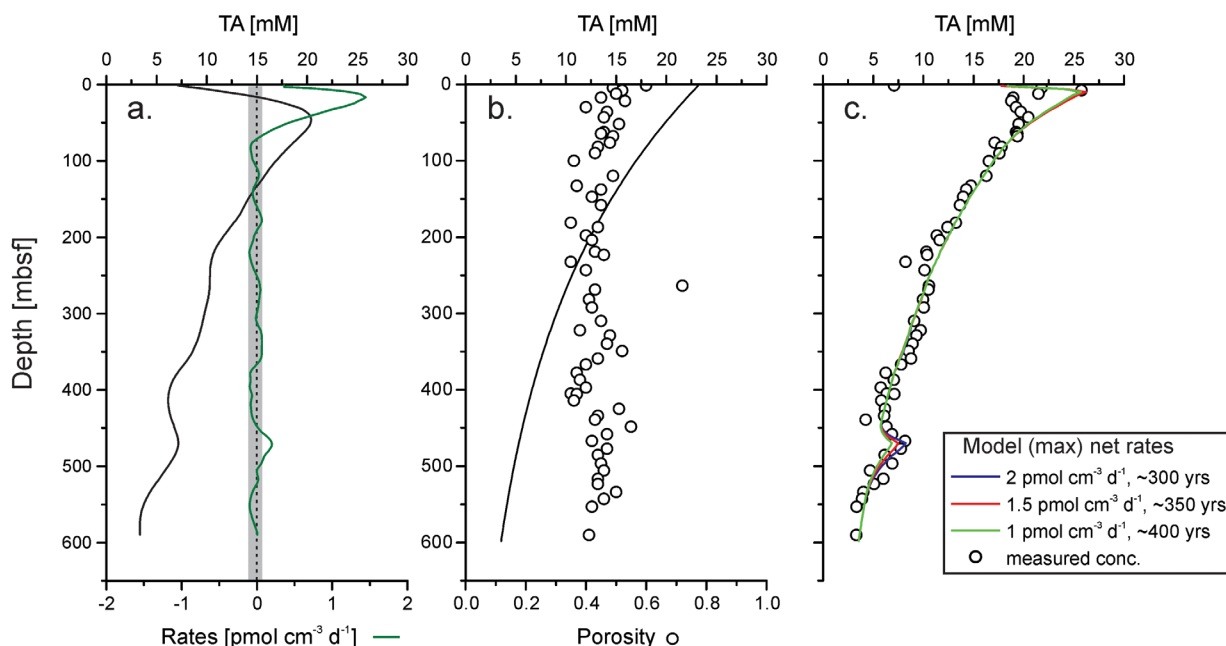 TA [mM] TA [mM] TA [mM]
0 5 10 15 20 25 30 0 5 10 15 20 25 30 0 5 10 15 20 25 30
a. b. c.
0
100
200
300
400
500
600
Depth [mbsf]
-2 -1 0 1 2 0.0 0.2 0.4 0.6 0.8 1.0
Rates [pmol cm⁻³ d⁻¹] Porosity
Model (max) net rates
2 pmol cm⁻³ d⁻¹, ~300 yrs
1.5 pmol cm⁻³ d⁻¹, ~350 yrs
1 pmol cm⁻³ d⁻¹, ~400 yrs
measured conc.